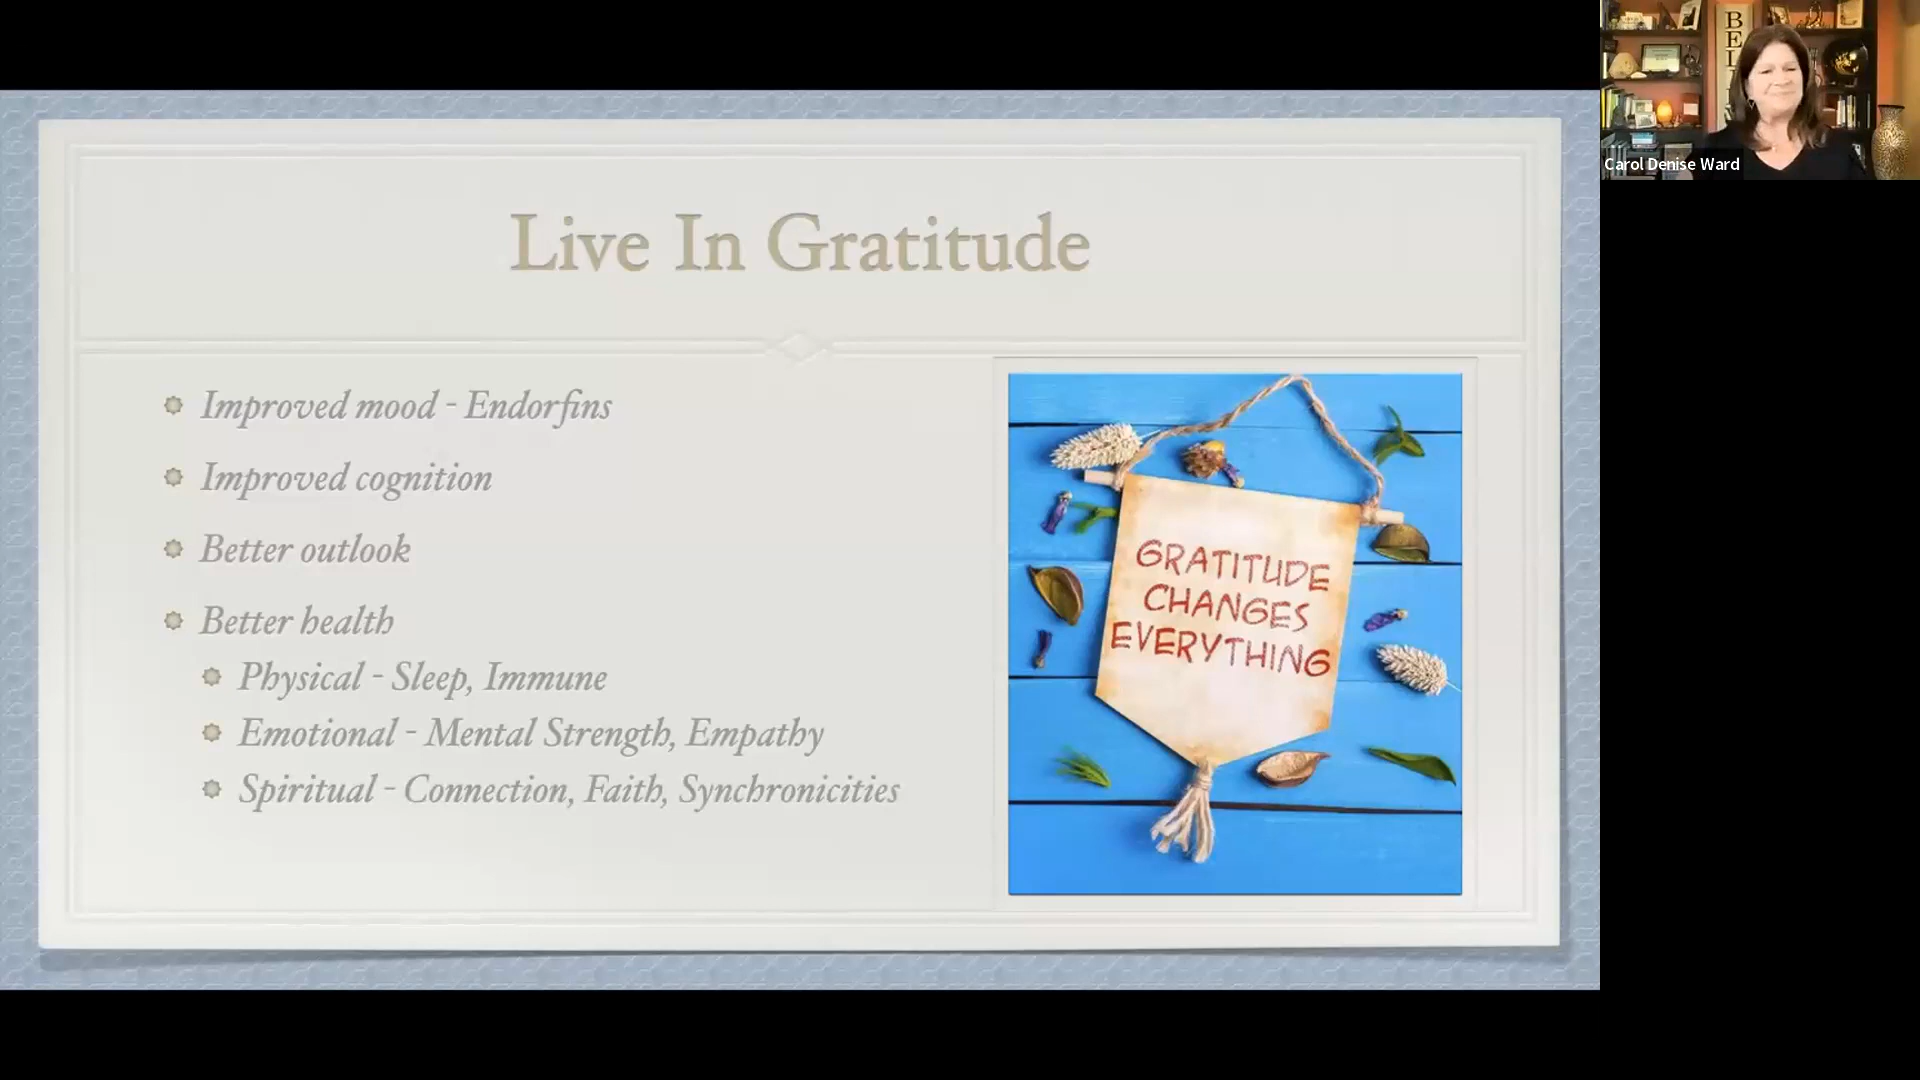 Live In Gratitude
Improved mood - Endorfins
Improved cognition
Better outlook
Better health
Physical - Sleep, Immune
Emotional - Mental Strength, Empathy
Spiritual - Connection, Faith, Synchronicities
GRATITUDE
CHANGES
EVERYTHING
Carol Denise Ward